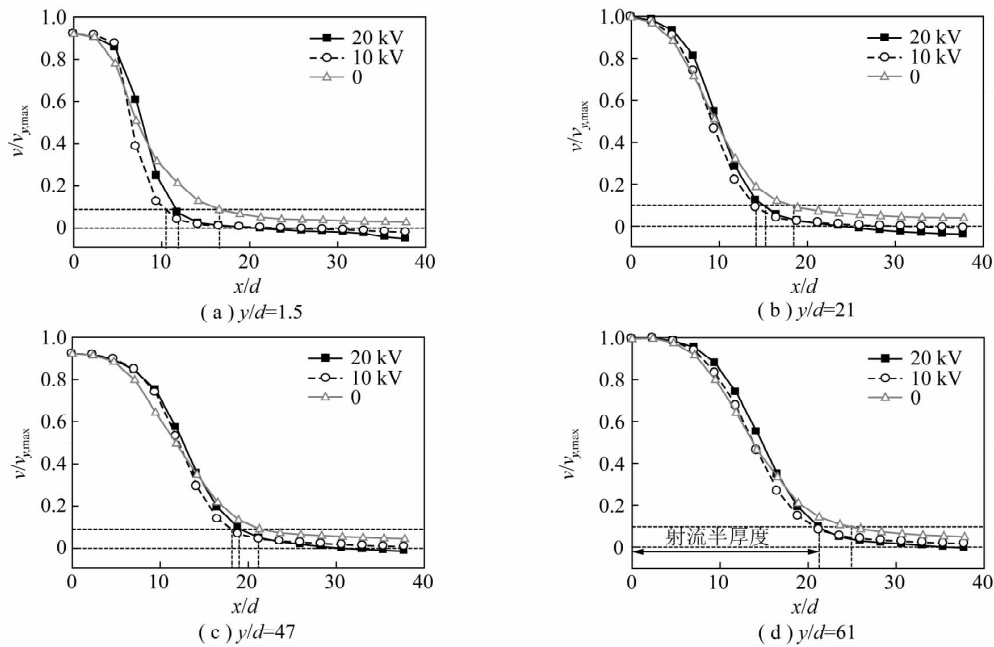 1.0
0.8
0.6
0.4
0.2
0
v/v_{y,max}
20 kV
10 kV
0
0 10 20 30 40
x/d
( a ) y/d=1.5
1.0
0.8
0.6
0.4
0.2
0
v/v_{y,max}
20 kV
10 kV
0
0 10 20 30 40
x/d
( b ) y/d=21
1.0
0.8
0.6
0.4
0.2
0
v/v_{y,max}
20 kV
10 kV
0
0 10 20 30 40
x/d
( c ) y/d=47
1.0
0.8
0.6
0.4
0.2
0
v/v_{y,max}
20 kV
10 kV
0
射流半厚度
0 10 20 30 40
x/d
( d ) y/d=61